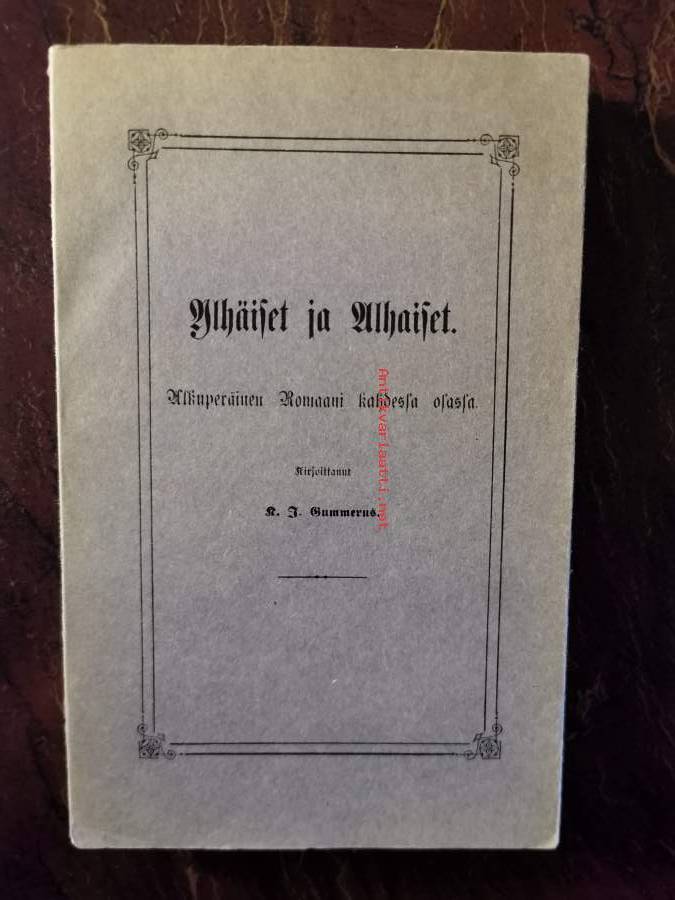 Ylhäiset ja Alhaiset.
Alkuperäinen Romaani kahdessa osassa.
Kirjoittanut
K. J. Gummerus.
Antikvariaatti.net